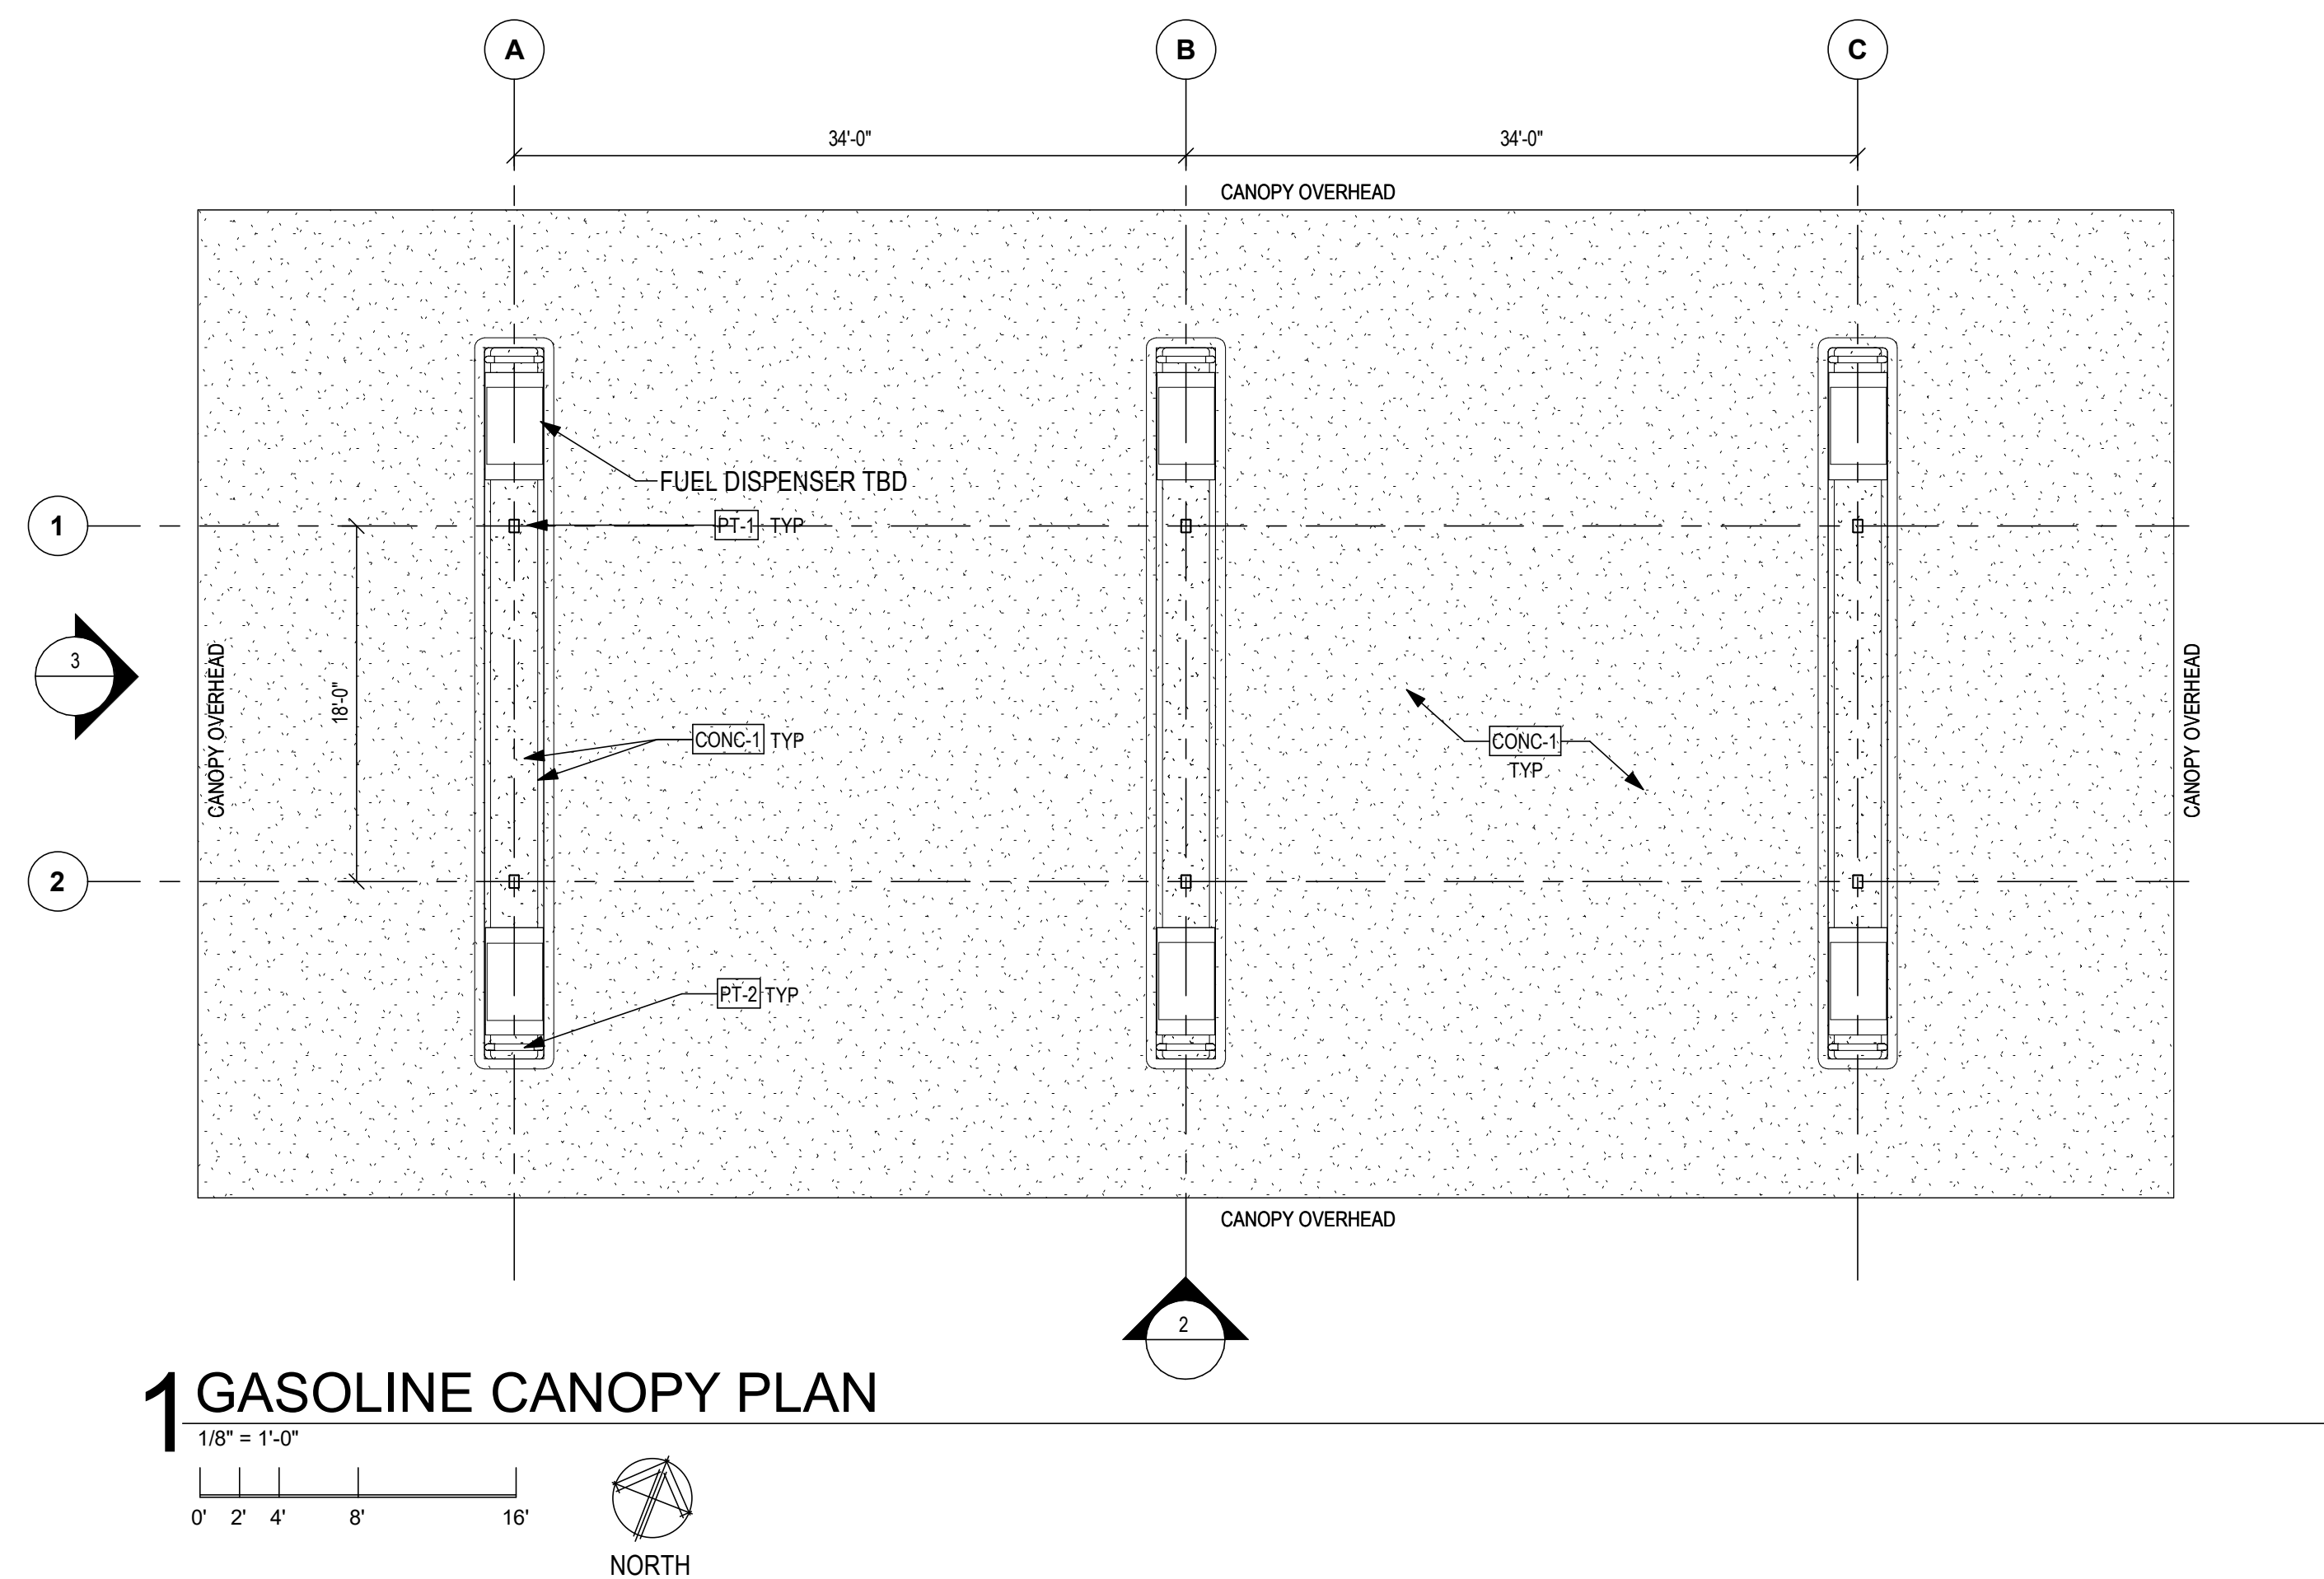 A
B
C
34'-0"
34'-0"
CANOPY OVERHEAD
FUEL DISPENSER TBD
1
PT-1 TYP
3
CANOPY OVERHEAD
18'-0"
CANOPY OVERHEAD
CONC-1 TYP
CONC-1
TYP
2
PT-2 TYP
CANOPY OVERHEAD
2
1 GASOLINE CANOPY PLAN
1/8" = 1'-0"
0' 2' 4' 8' 16'
NORTH